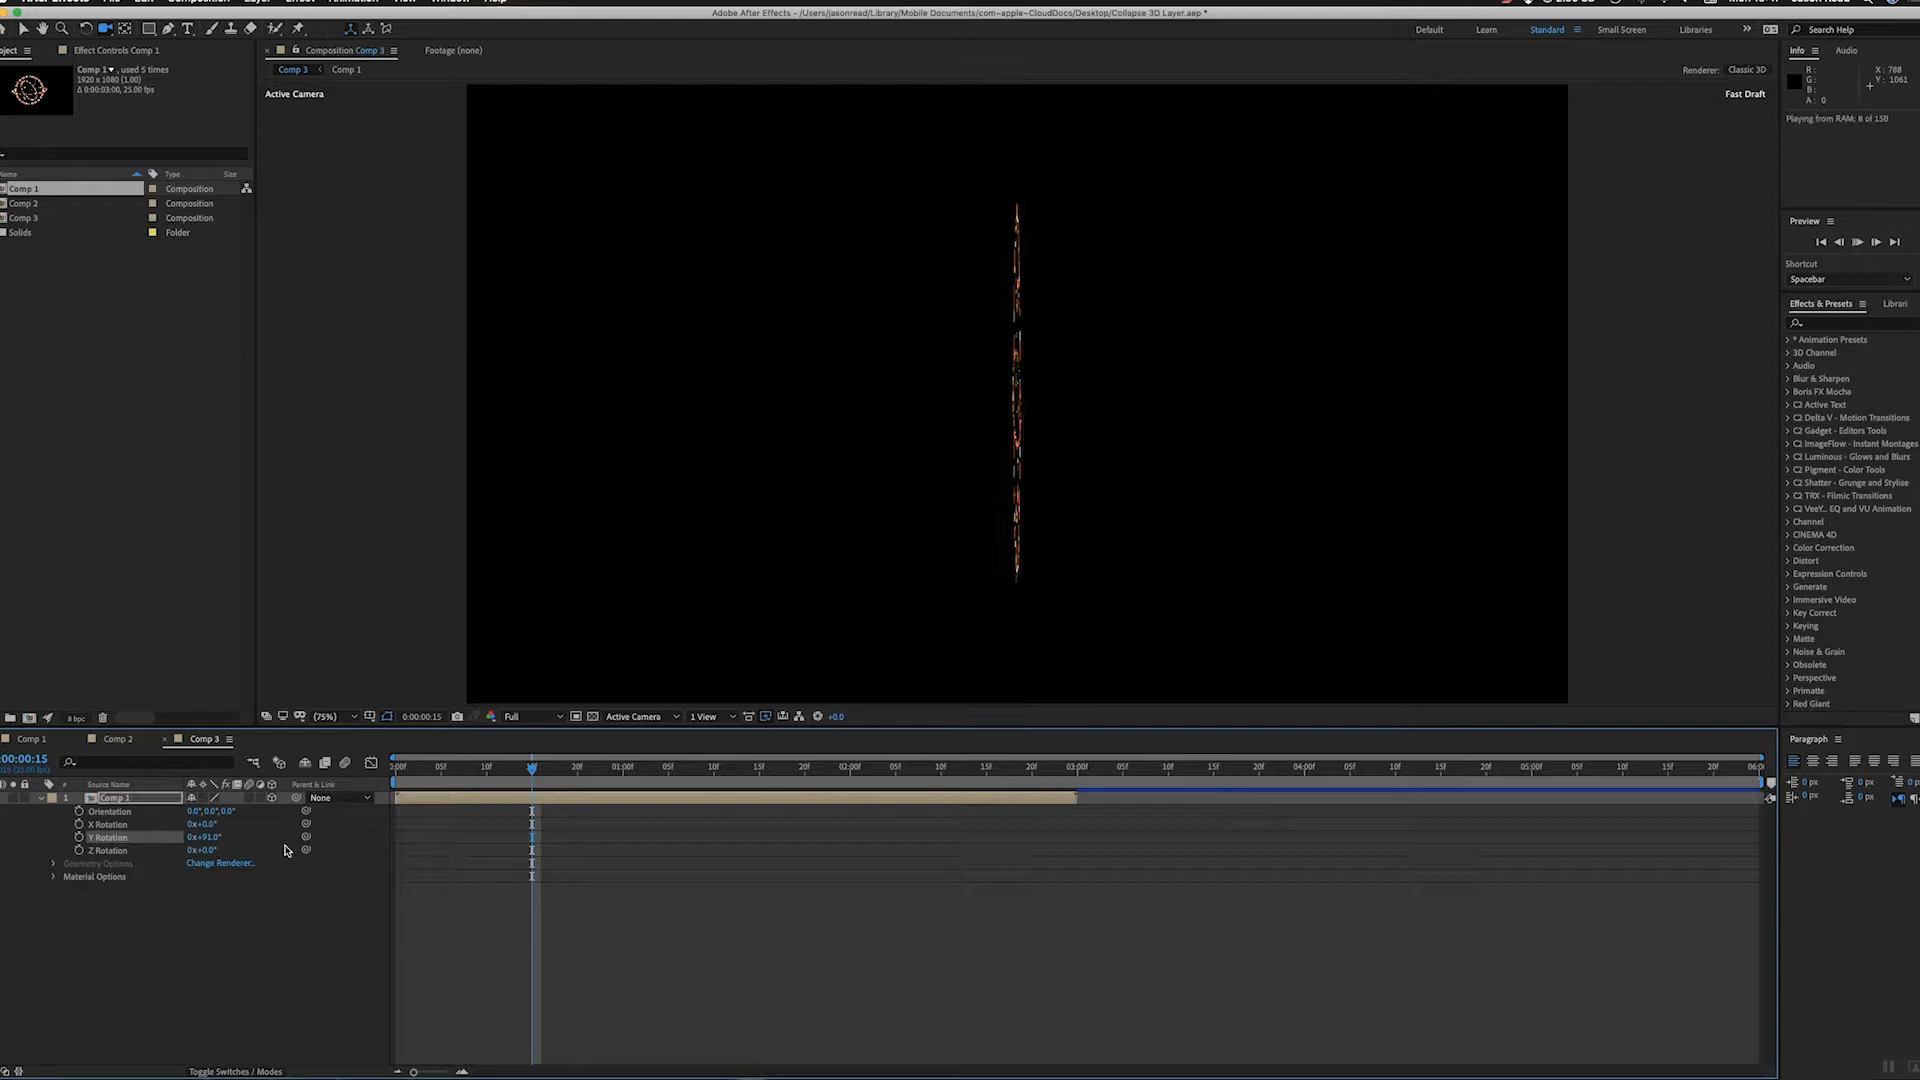 Adobe After Effects - /Users/jasonread/Library/Mobile Documents/com~apple~CloudDocs/Desktop/Collapse 3D Layer.aep *
Default
Learn
Standard
Small Screen
Libraries
Search Help
Effect Controls Comp 1
Composition Comp 3
Footage (none)
Info
Audio
Comp 1, used 5 times
1920 x 1080 (1.00)
Δ 0:00:03:00, 25.00 fps
Comp 3
Comp 1
Renderer:
Classic 3D
R:
G:
B:
A: 0
X: 788
Y: 1061
Active Camera
Fast Draft
Playing from RAM: 8 of 150
Name
Type
Size
Comp 1
Composition
Comp 2
Composition
Comp 3
Composition
Solids
Folder
Preview
Shortcut
Spacebar
Effects & Presets
Librari
* Animation Presets
3D Channel
Audio
Blur & Sharpen
Boris FX Mocha
C2 Active Text
C2 Delta V - Motion Transitions
C2 Gadget - Editors Tools
C2 ImageFlow - Instant Montages
C2 Luminous - Glows and Blurs
C2 Pigment - Color Tools
C2 Shatter - Grunge and Stylise
C2 TRX - Filmic Transitions
C2 VeeY.. EQ and VU Animation
Channel
CINEMA 4D
Color Correction
Distort
Expression Controls
Generate
Immersive Video
Key Correct
Keying
Matte
Noise & Grain
Obsolete
Perspective
Primatte
Red Giant
8 bpc
(75%)
0:00:00:15
Full
Active Camera
1 View
+0.0
Comp 1
Comp 2
Comp 3
Paragraph
:00:00:15
:00f 05f 10f 20f 01:00f 05f 10f 15f 20f 02:00f 05f 10f 15f 20f 03:00f 05f 10f 15f 20f 04:00f 05f 10f 15f 20f 05:00f 05f 10f 15f 20f 06:0
# Source Name
Parent & Link
1 Comp 1
None
Orientation 0.0°, 0.0°, 0.0°
X Rotation 0x+0.0°
Y Rotation 0x+91.0°
Z Rotation 0x+0.0°
Geometry Options
Change Renderer...
Material Options
0 px
0 px
0 px
0 px
Toggle Switches / Modes